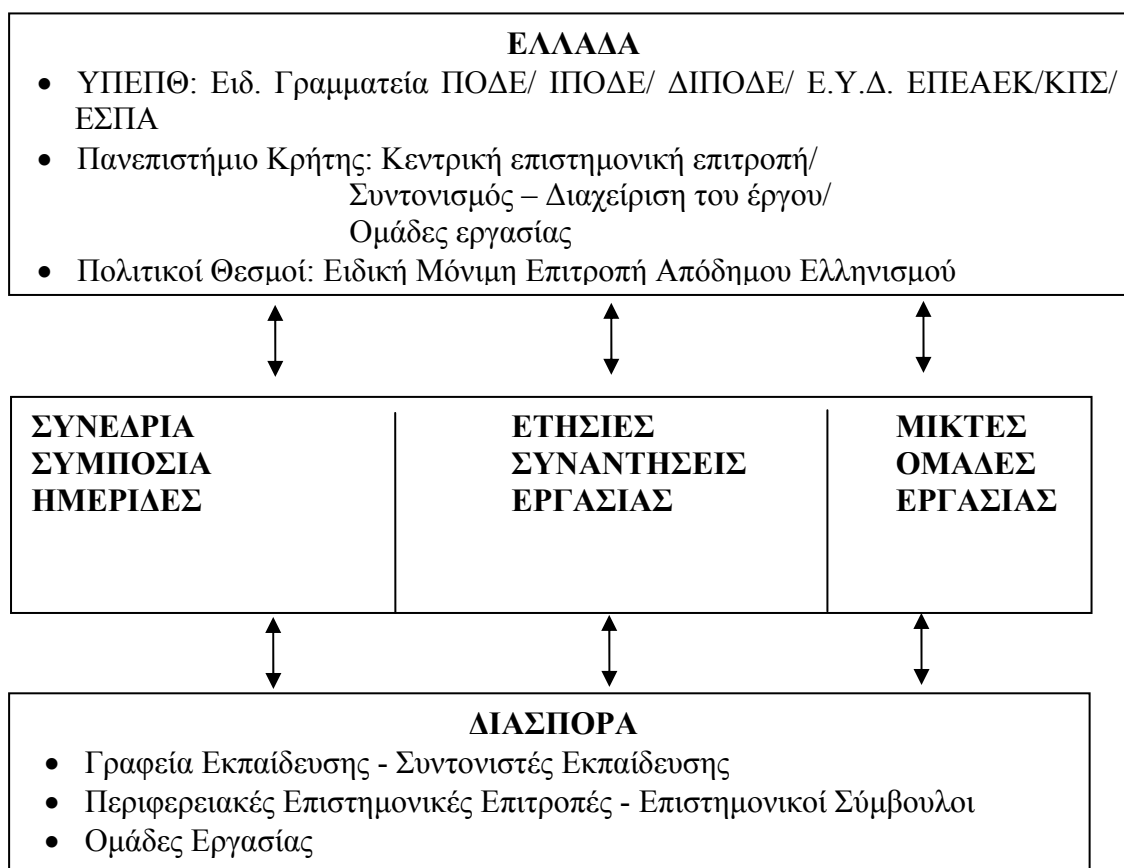 ΕΛΛΑΔΑ
• ΥΠΕΠΘ: Ειδ. Γραμματεία ΠΟΔΕ/ ΙΠΟΔΕ/ ΔΙΠΟΔΕ/ Ε.Υ.Δ. ΕΠΕΑΕΚ/ΚΠΣ/
ΕΣΠΑ
• Πανεπιστήμιο Κρήτης: Κεντρική επιστημονική επιτροπή/
Συντονισμός – Διαχείριση του έργου/
Ομάδες εργασίας
• Πολιτικοί Θεσμοί: Ειδική Μόνιμη Επιτροπή Απόδημου Ελληνισμού
ΣΥΝΕΔΡΙΑ
ΣΥΜΠΟΣΙΑ
ΗΜΕΡΙΔΕΣ
ΕΤΗΣΙΕΣ
ΣΥΝΑΝΤΗΣΕΙΣ
ΕΡΓΑΣΙΑΣ
ΜΙΚΤΕΣ
ΟΜΑΔΕΣ
ΕΡΓΑΣΙΑΣ
ΔΙΑΣΠΟΡΑ
• Γραφεία Εκπαίδευσης - Συντονιστές Εκπαίδευσης
• Περιφερειακές Επιστημονικές Επιτροπές - Επιστημονικοί Σύμβουλοι
• Ομάδες Εργασίας